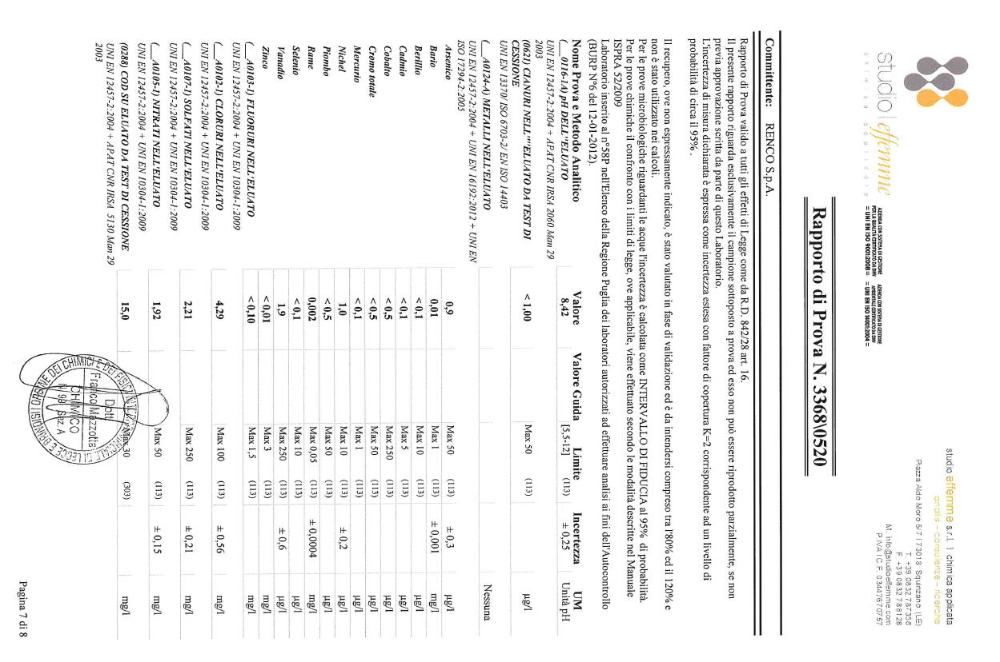 studio effemme
chimica applicata
AZIENDA CON SISTEMA DI GESTIONE
PER LA QUALITÀ CERTIFICATO DA DNV
= UNI EN ISO 9001:2008 =
AZIENDA CON SISTEMA DI GESTIONE
AMBIENTALE CERTIFICATO DA DNV
= UNI EN ISO 14001:2004 =
studio effemme s.r.l. | chimica applicata
analisi – consulenze – ricerche
Piazza Aldo Moro 5/7 | 73018 Squinzano (LE)
T. +39 0832 787358
F. +39 0832 788128
M. info@studioeffemme.com
P.IVA | C.F. 03447670757
Rapporto di Prova N. 3368\0520
Committente: RENCO S.p.A.
Rapporto di Prova valido a tutti gli effetti di Legge come da R.D. 842/28 art. 16.
Il presente rapporto riguarda esclusivamente il campione sottoposto a prova ed esso non può essere riprodotto parzialmente, se non
previa approvazione scritta da parte di questo Laboratorio.
L'incertezza di misura dichiarata è espressa come incertezza estesa con fattore di copertura K=2 corrispondente ad un livello di
probabilità di circa il 95% .
Il recupero, ove non espressamente indicato, è stato valutato in fase di validazione ed è da intendersi compreso tra l'80% ed il 120% e
non è stato utilizzato nei calcoli.
Per le prove microbiologiche riguardanti le acque l'incertezza è calcolata come INTERVALLO DI FIDUCIA al 95% di probabilità.
Per le prove chimiche il confronto con i limiti di legge, ove applicabile, viene effettuato secondo le modalità descritte nel Manuale
ISPRA 52/2009
Laboratorio inserito al n°58P nell'Elenco della Regione Puglia dei laboratori autorizzati ad effettuare analisi ai fini dell'Autocontrollo
(BURP N°6 del 12-01-2012).
Nome Prova e Metodo Analitico Valore Valore Guida Limite Incertezza UM
(__0116-1A) pH DELL'"ELUATO 8,42 [5,5-12] (113) ± 0,25 Unità pH
UNI EN 12457-2:2004 + APAT CNR IRSA 2060 Man 29
2003
(0621) CIANURI NELL'""ELUATO DA TEST DI < 1,00 Max 50 (113) µg/l
CESSIONE
UNI EN 13370/ ISO 6703-2/ EN ISO 14403
(__A0124-A) METALLI NELL'ELUATO Nessuna
UNI EN 12457-2:2004 + UNI EN 16192:2012 + UNI EN
ISO 17294-2:2005
Arsenico 0,9 Max 50 (113) ± 0,3 µg/l
Bario 0,01 Max 1 (113) ± 0,001 mg/l
Berillio < 0,1 Max 10 (113) µg/l
Cadmio < 0,1 Max 5 (113) µg/l
Cobalto < 0,5 Max 250 (113) µg/l
Cromo totale < 0,5 Max 50 (113) µg/l
Mercurio < 0,1 Max 1 (113) µg/l
Nichel 1,0 Max 10 (113) ± 0,2 µg/l
Piombo < 0,5 Max 50 (113) µg/l
Rame 0,002 Max 0,05 (113) ± 0,0004 mg/l
Selenio < 0,1 Max 10 (113) µg/l
Vanadio 1,9 Max 250 (113) ± 0,6 µg/l
Zinco < 0,01 Max 3 (113) mg/l
(__A0103-1) FLUORURI NELL'ELUATO < 0,10 Max 1,5 (113) mg/l
UNI EN 12457-2:2004 + UNI EN 10304-1:2009
(__A0102-1) CLORURI NELL'ELUATO 4,29 Max 100 (113) ± 0,56 mg/l
UNI EN 12457-2:2004 + UNI EN 10304-1:2009
(__A0107-1) SOLFATI NELL'ELUATO 2,21 Max 250 (113) ± 0,21 mg/l
UNI EN 12457-2:2004 + UNI EN 10304-1:2009
(__A0105-1) NITRATI NELL'ELUATO 1,92 Max 50 (113) ± 0,15 mg/l
UNI EN 12457-2:2004 + UNI EN 10304-1:2009
(0288) COD SU ELUATO DA TEST DI CESSIONE 15,0 Max 30 (303) mg/l
UNI EN 12457-2:2004 + APAT CNR IRSA 5130 Man 29
2003
ORDINE DEI CHIMICI E DEI FISICI
LECCE E BRINDISI
Dott.
Franco Mazzotta
CHIMICO
N. 99 Sez. A
Pagina 7 di 8